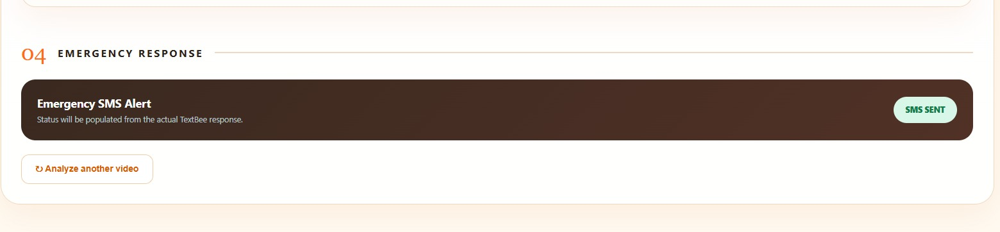 04 EMERGENCY RESPONSE
Emergency SMS Alert
Status will be populated from the actual TextBee response.
SMS SENT
↻ Analyze another video